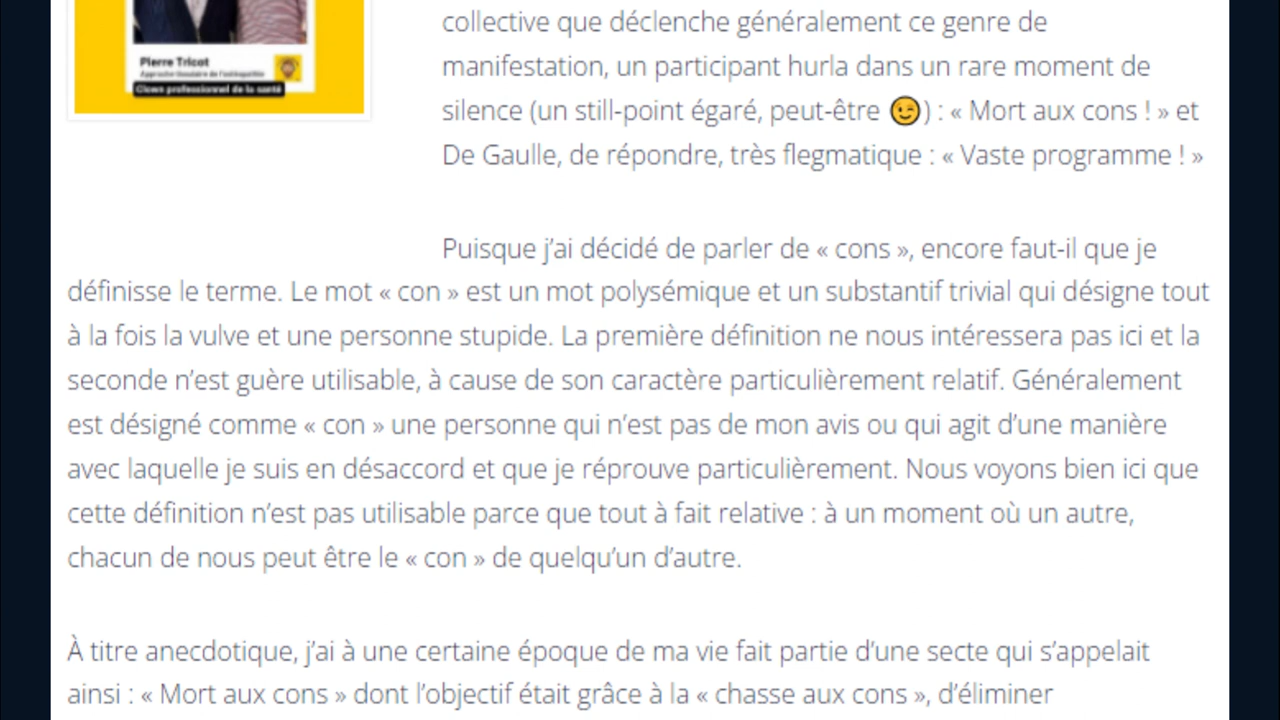 Pierre Tricot
Approche tissulaire de l'ostéopathie
Clown professionnel de la santé
collective que déclenche généralement ce genre de
manifestation, un participant hurla dans un rare moment de
silence (un still-point égaré, peut-être 😉) : « Mort aux cons ! » et
De Gaulle, de répondre, très flegmatique : « Vaste programme ! »
Puisque j’ai décidé de parler de « cons », encore faut-il que je
définisse le terme. Le mot « con » est un mot polysémique et un substantif trivial qui désigne tout
à la fois la vulve et une personne stupide. La première définition ne nous intéressera pas ici et la
seconde n’est guère utilisable, à cause de son caractère particulièrement relatif. Généralement
est désigné comme « con » une personne qui n’est pas de mon avis ou qui agit d’une manière
avec laquelle je suis en désaccord et que je réprouve particulièrement. Nous voyons bien ici que
cette définition n’est pas utilisable parce que tout à fait relative : à un moment où un autre,
chacun de nous peut être le « con » de quelqu’un d’autre.
À titre anecdotique, j’ai à une certaine époque de ma vie fait partie d’une secte qui s’appelait
ainsi : « Mort aux cons » dont l’objectif était grâce à la « chasse aux cons », d’éliminer